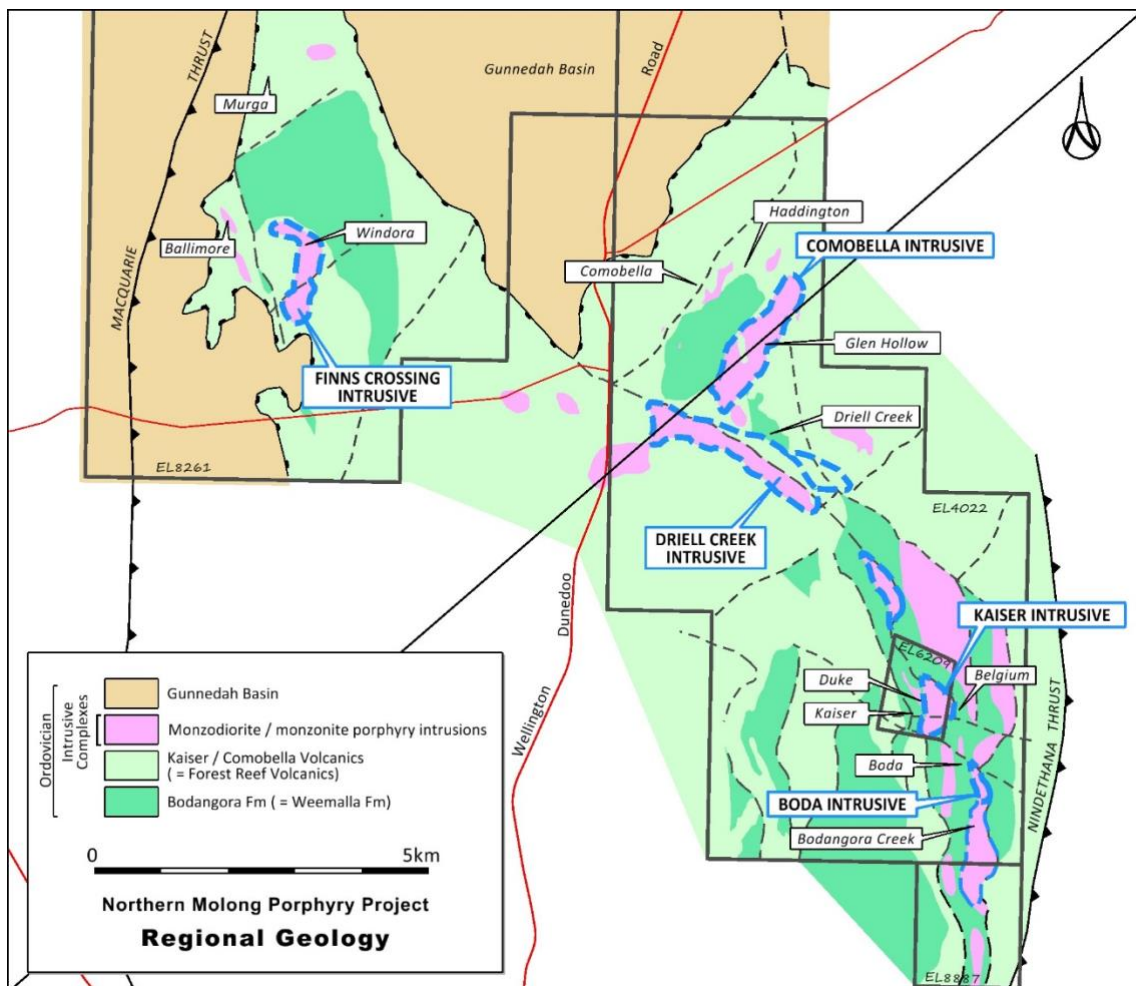 Gunnedah Basin
Road
THRUST
Murga
Haddington
Ballimore
Windora
COMOBELLA INTRUSIVE
Comobella
MACQUARIE
Glen Hollow
FINNS CROSSING
INTRUSIVE
Driell Creek
EL8261
EL4022
DRIELL CREEK
INTRUSIVE
Dunedoo
KAISER INTRUSIVE
EL6209
Duke
Belgium
Kaiser
Wellington
Boda
NINDETHANA THRUST
BODA INTRUSIVE
Bodangora Creek
EL8887
Ordovician
Intrusive
Complexes
Gunnedah Basin
Monzodiorite / monzonite porphyry intrusions
Kaiser / Comobella Volcanics
( = Forest Reef Volcanics)
Bodangora Fm ( = Weemalla Fm)
0 5km
Northern Molong Porphyry Project
Regional Geology